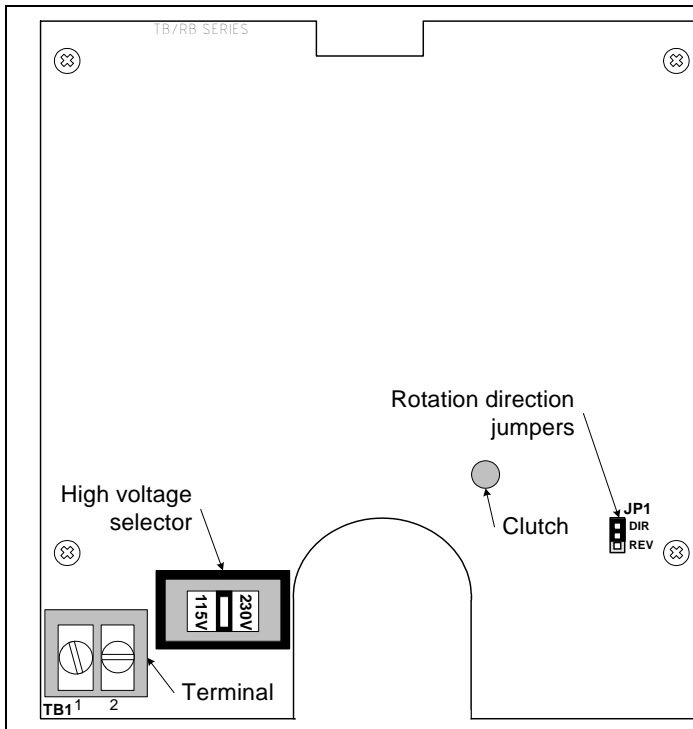 TB/RB SERIES
Rotation direction
jumpers
High voltage
selector
Clutch
JP1
DIR
REV
115V
230V
Terminal
TB1
1
2